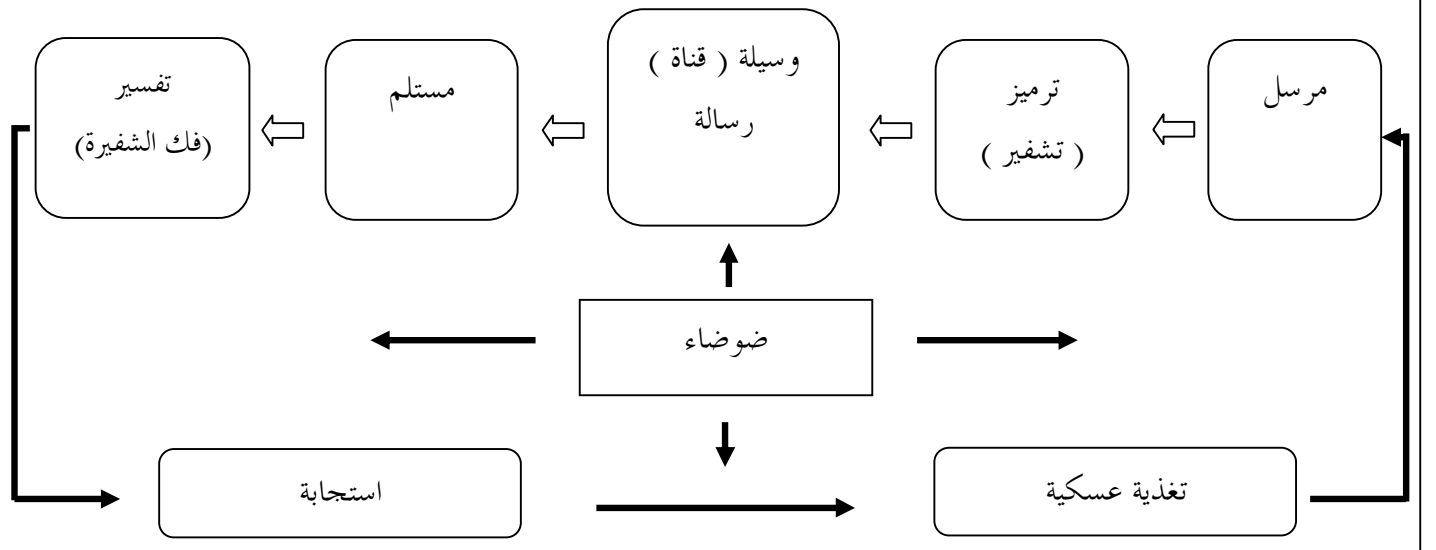 مرسل
ترميز
( تشفير )
وسيلة ( قناة )
رسالة
مستلم
تفسير
(فك الشفيرة)
ضوضاء
استجابة
تغذية عسكية